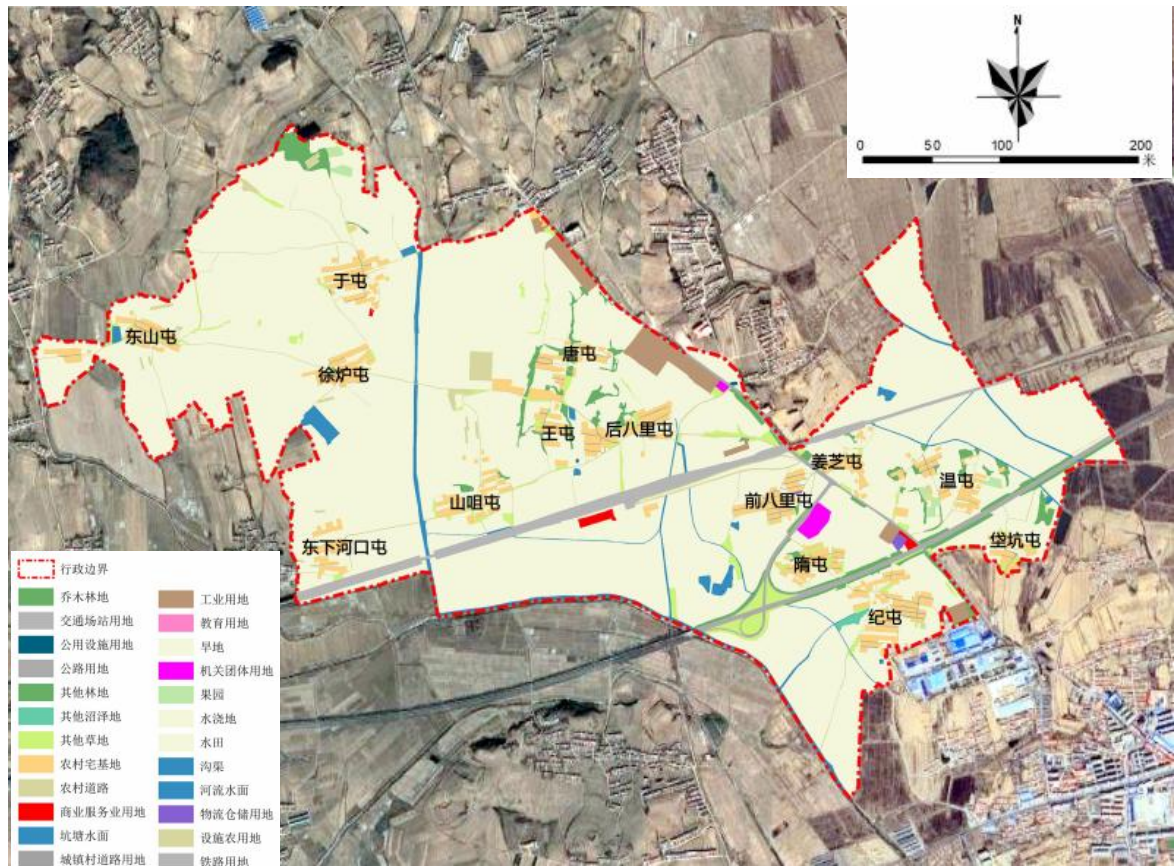 N
0 50 100 200
米
于屯
东山屯
徐炉屯
唐屯
王屯
后八里屯
山咀屯
姜芝屯
温屯
前八里屯
东下河口屯
隋屯
岱坑屯
纪屯
行政边界
乔木林地
交通场站用地
公用设施用地
公路用地
其他林地
其他沼泽地
其他草地
农村宅基地
农村道路
商业服务业用地
坑塘水面
城镇村道路用地
工业用地
教育用地
旱地
机关团体用地
果园
水浇地
水田
沟渠
河流水面
物流仓储用地
设施农用地
铁路用地